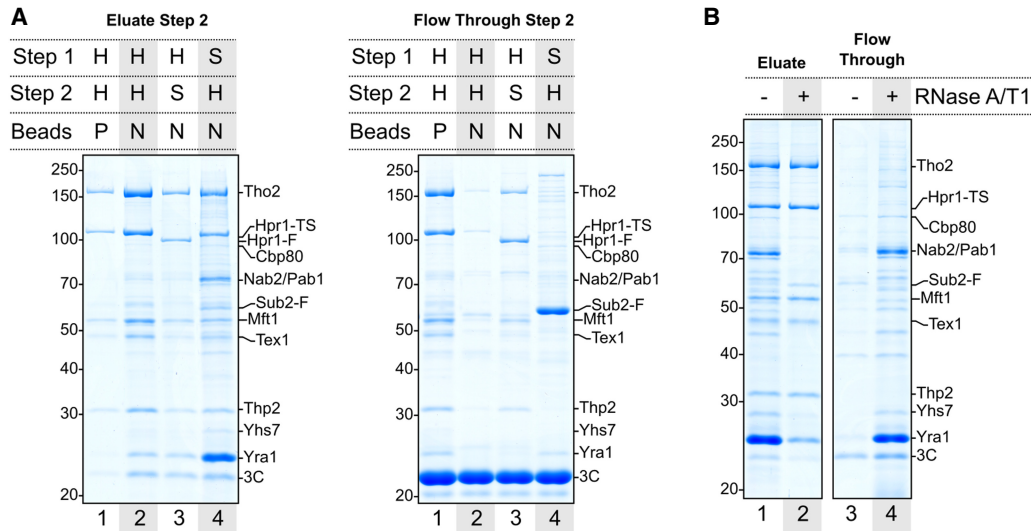 A
Eluate Step 2
Step 1 H H H S
Step 2 H H S H
Beads P N N N
250
150
100
70
50
40
30
20
Tho2
Hpr1-TS
Hpr1-F
Cbp80
Nab2/Pab1
Sub2-F
Mft1
Tex1
Thp2
Yhs7
Yra1
3C
1 2 3 4
Flow Through Step 2
Step 1 H H H S
Step 2 H H S H
Beads P N N N
250
150
100
70
50
40
30
20
Tho2
Hpr1-TS
Hpr1-F
Cbp80
Nab2/Pab1
Sub2-F
Mft1
Tex1
Thp2
Yhs7
Yra1
3C
1 2 3 4
B
Eluate
Flow
Through
- + - + RNase A/T1
250
150
100
70
50
40
30
20
Tho2
Hpr1-TS
Cbp80
Nab2/Pab1
Sub2-F
Mft1
Tex1
Thp2
Yhs7
Yra1
3C
1 2 3 4